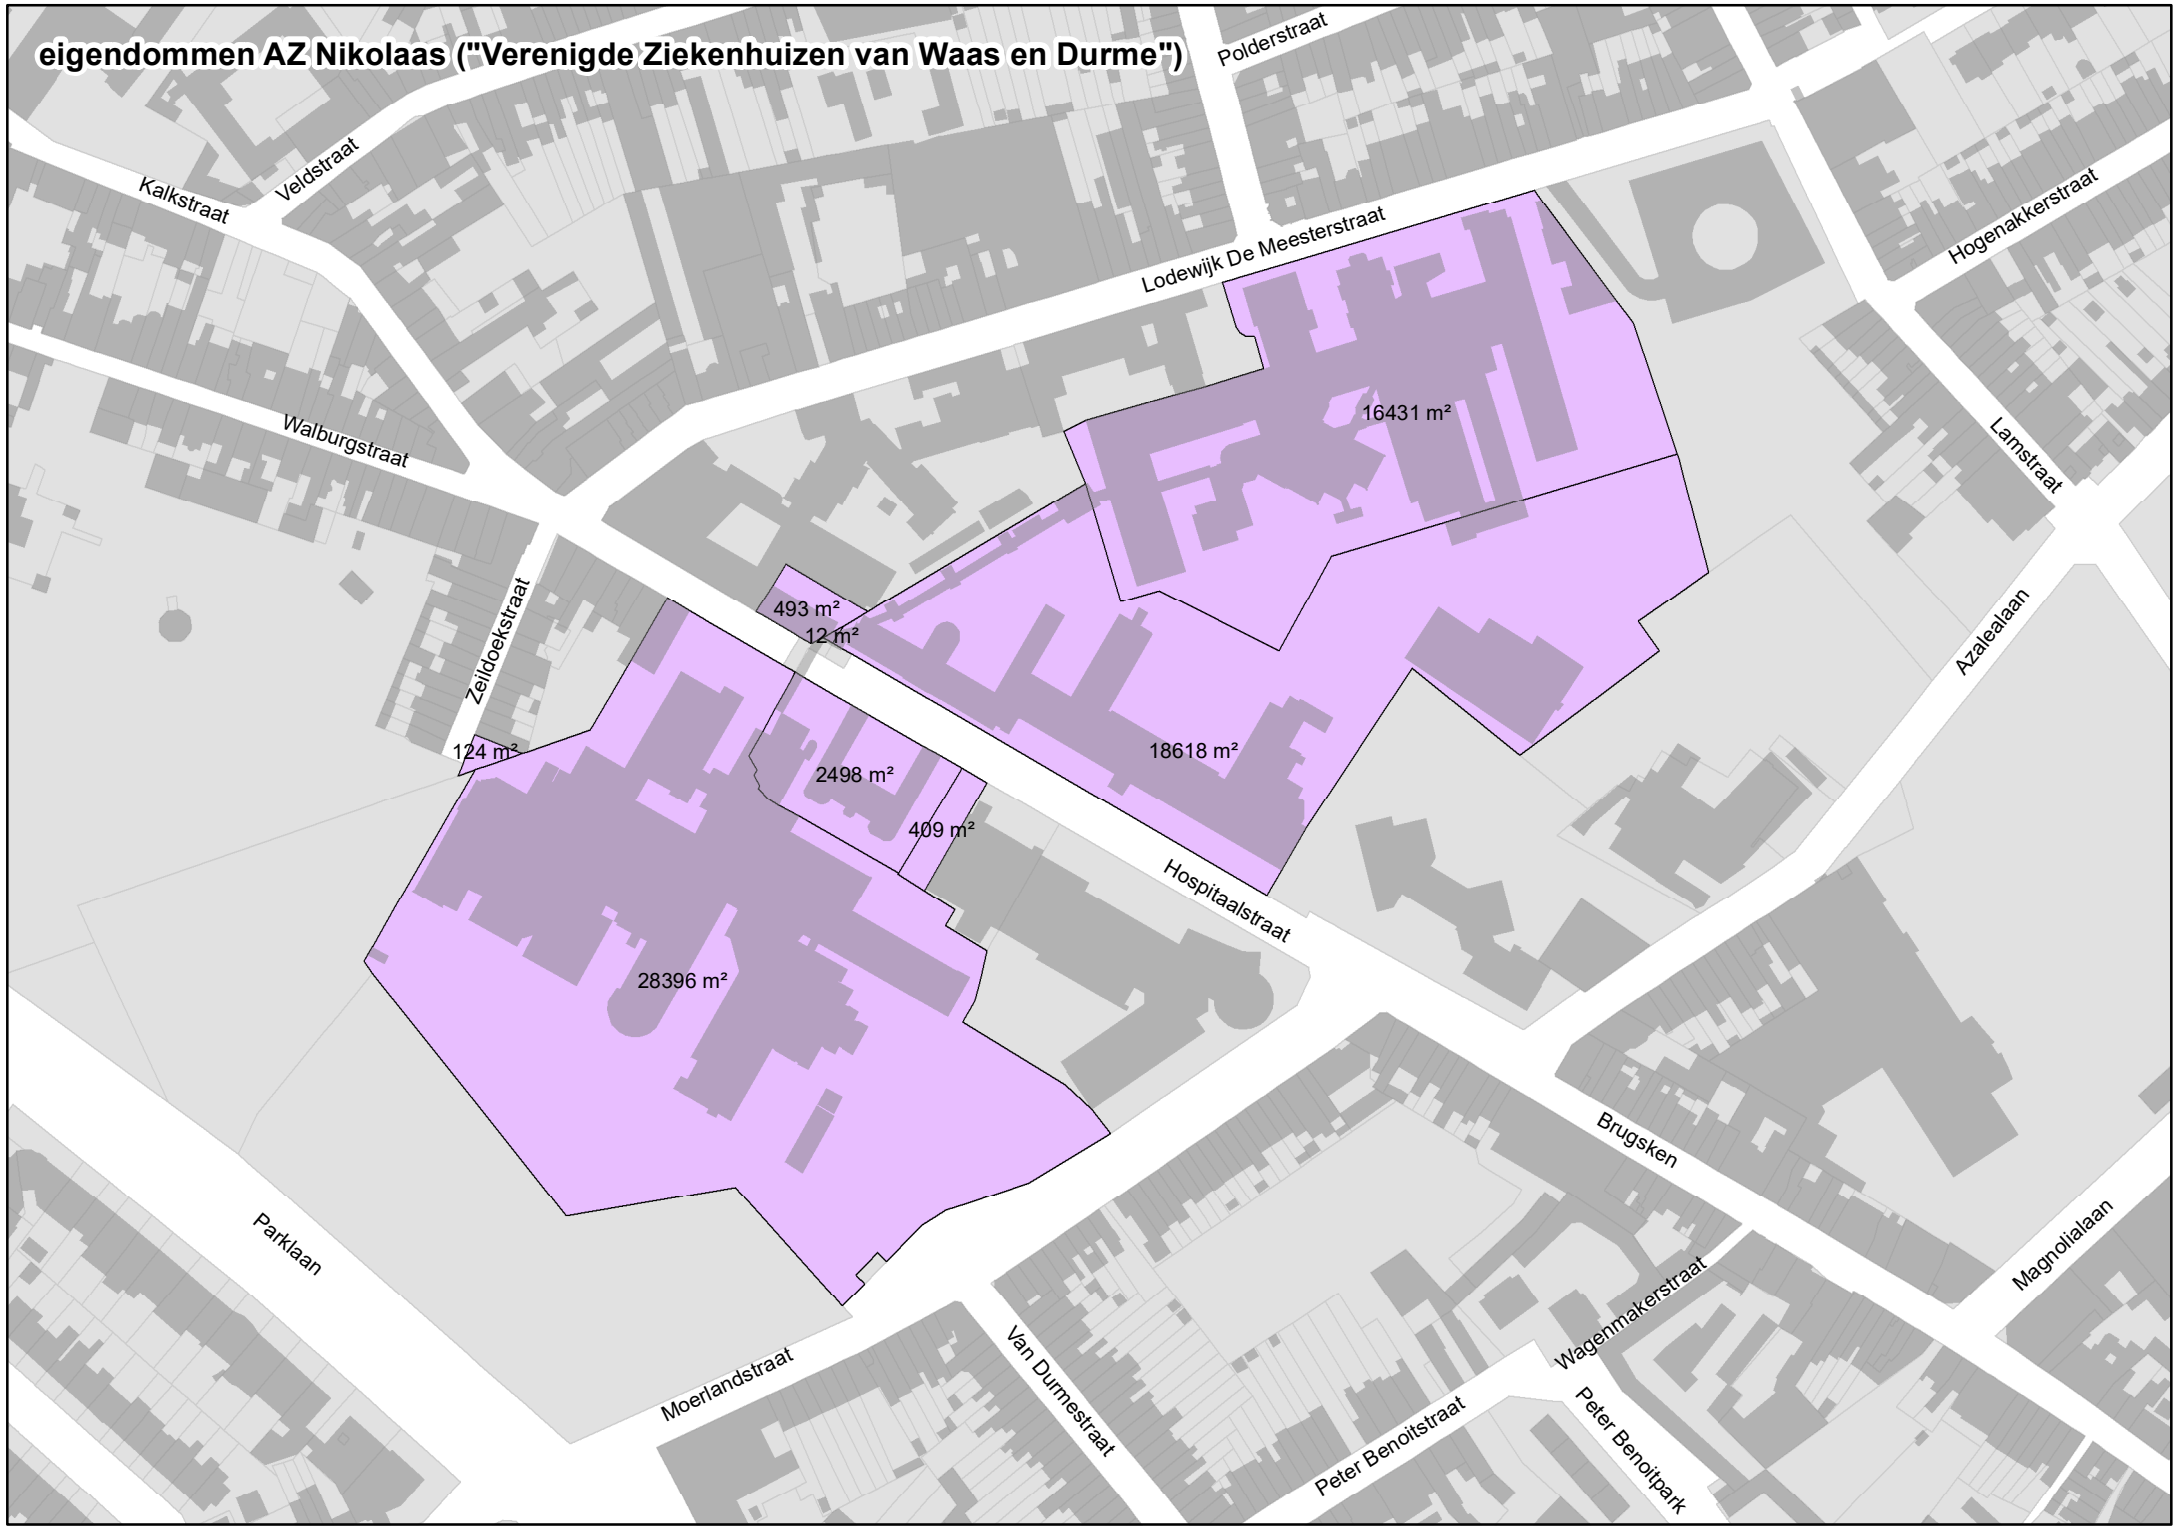 eigendommen AZ Nikolaas ("Verenigde Ziekenhuizen van Waas en Durme")
Polderstraat
Veldstraat
Kalkstraat
Hogenakkerstraat
Lodewijk De Meesterstraat
16431 m²
Walburgstraat
Lamstraat
493 m²
12 m²
Zeildoekstraat
Azalealaan
124 m²
2498 m²
18618 m²
409 m²
Hospitaalstraat
28396 m²
Brugsken
Parklaan
Magnolialaan
Wagenmakerstraat
Moerlandstraat
Van Durmestraat
Peter Benoitstraat
Peter Benoitpark